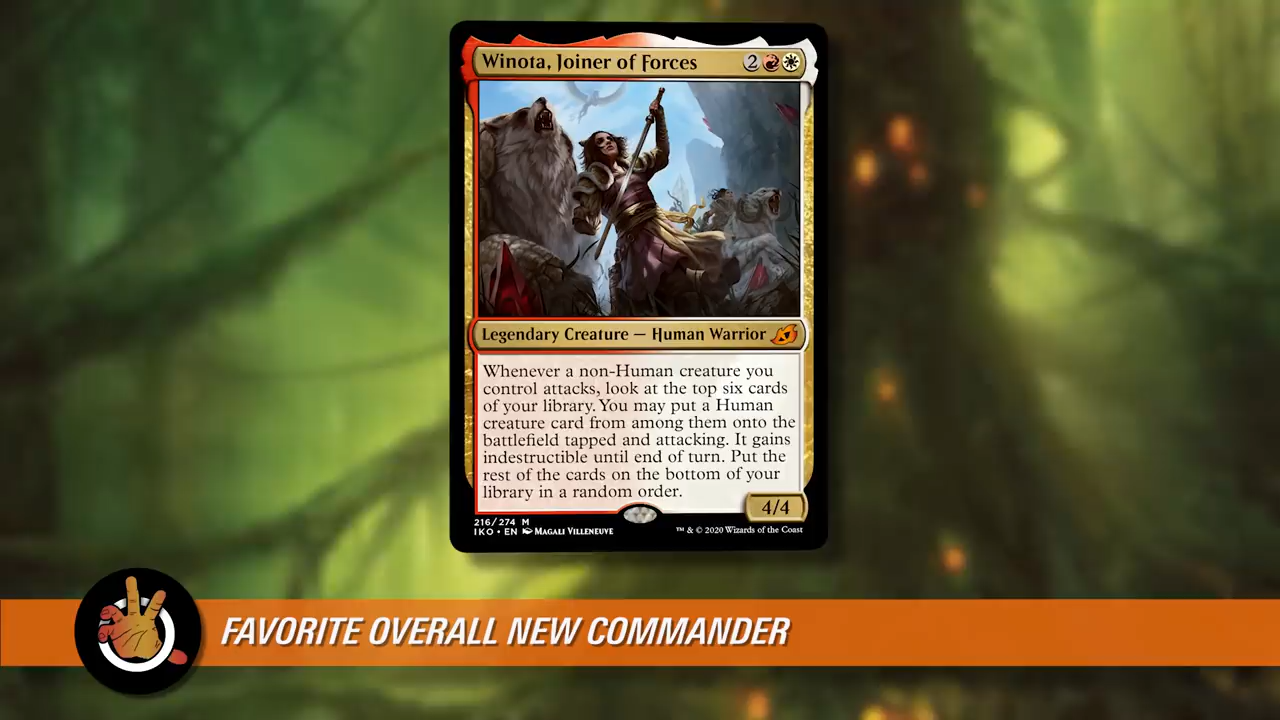 Winota, Joiner of Forces 2
Legendary Creature — Human Warrior
Whenever a non-Human creature you
control attacks, look at the top six cards
of your library. You may put a Human
creature card from among them onto the
battlefield tapped and attacking. It gains
indestructible until end of turn. Put the
rest of the cards on the bottom of your
library in a random order.
4/4
216/274 M
IKO • EN Magali Villeneuve
™ & © 2020 Wizards of the Coast
FAVORITE OVERALL NEW COMMANDER